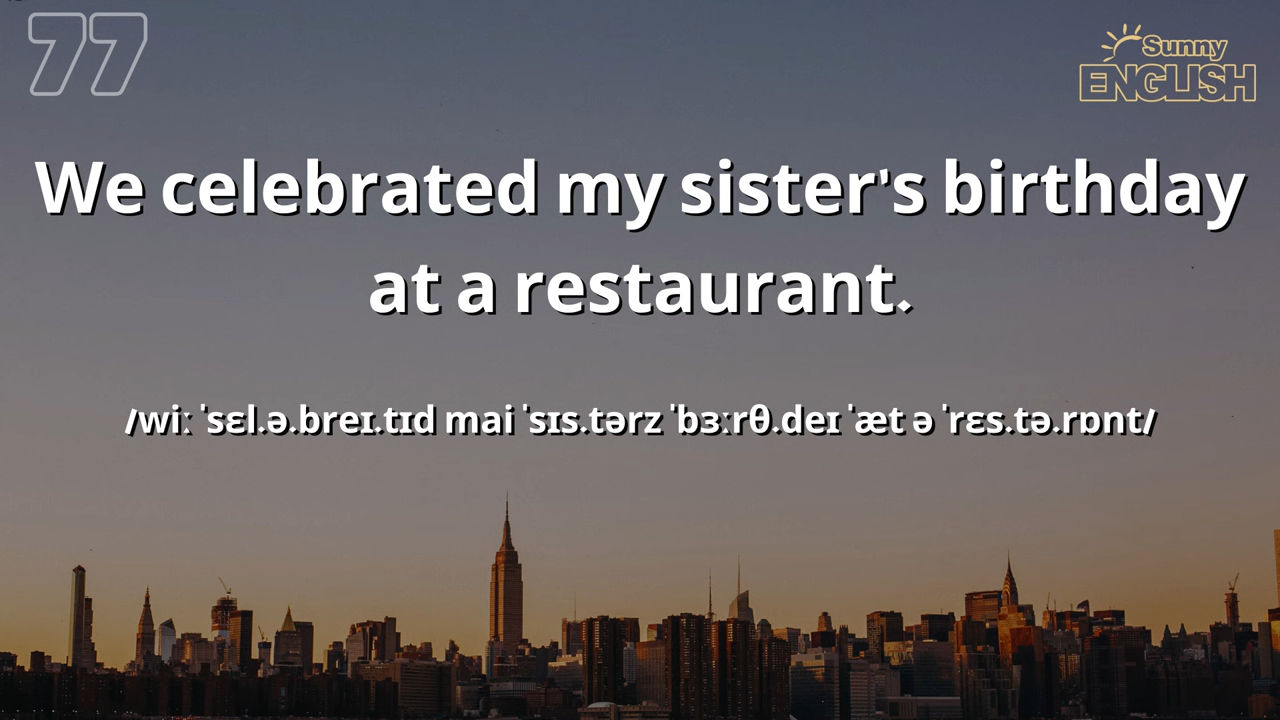 77
Sunny
ENGLISH
We celebrated my sister's birthday
at a restaurant.
/wiː ˈsɛl.ə.breɪ.tɪd mai ˈsɪs.tərz ˈbɜːrθ.deɪ ˈæt ə ˈrɛs.tə.rɒnt/